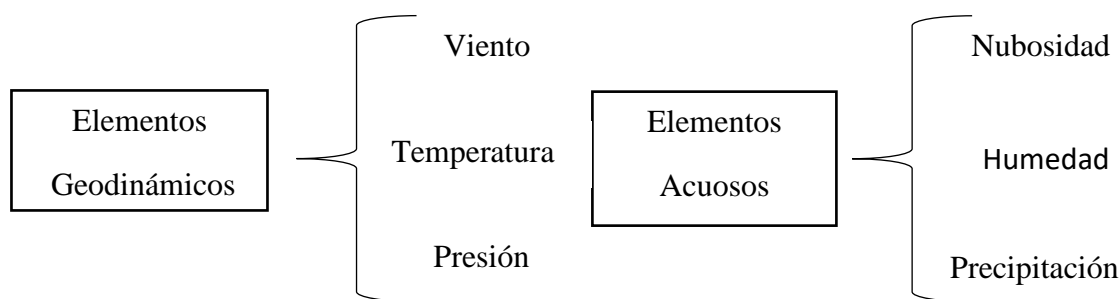 Elementos
Geodinámicos
Viento
Temperatura
Presión
Elementos
Acuosos
Nubosidad
Humedad
Precipitación